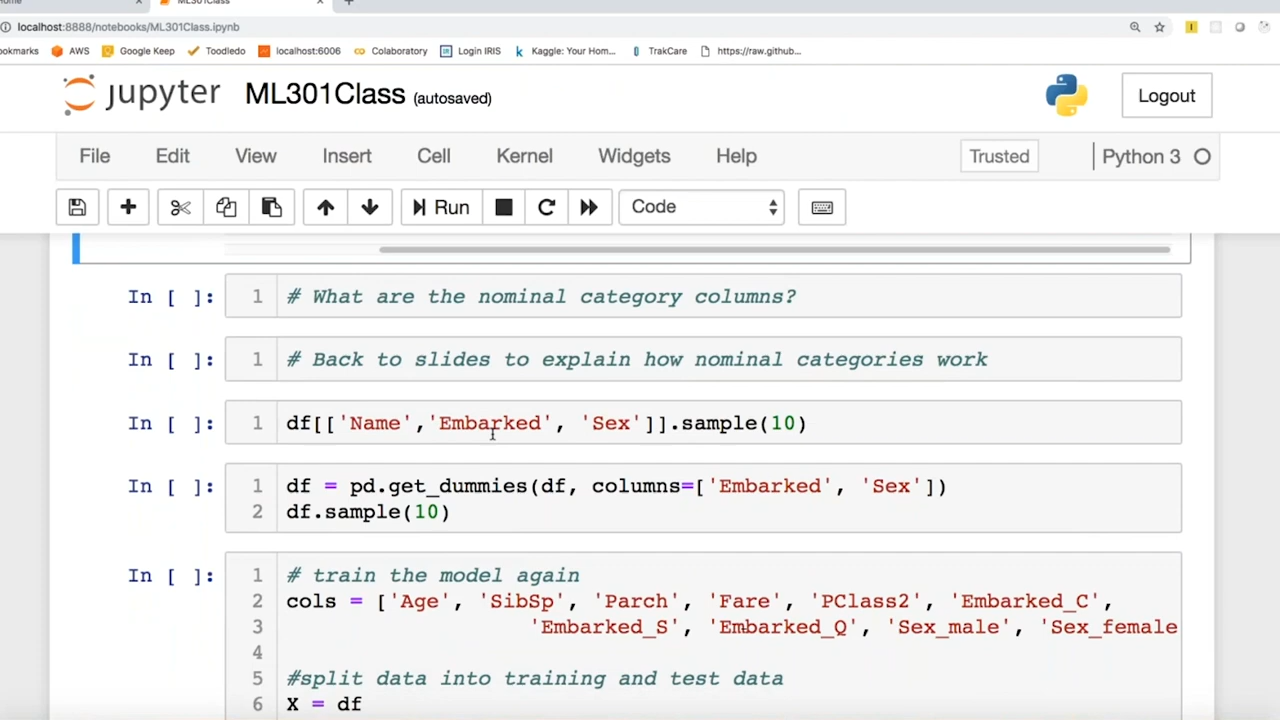 Home
ML301Class
localhost:8888/notebooks/ML301Class.ipynb
ookmarks AWS Google Keep Toodledo localhost:6006 Colaboratory Login IRIS Kaggle: Your Hom... TrakCare https://raw.github...
jupyter ML301Class (autosaved) Logout
File Edit View Insert Cell Kernel Widgets Help Trusted Python 3
Run Code
In [ ]: 1 # What are the nominal category columns?
In [ ]: 1 # Back to slides to explain how nominal categories work
In [ ]: 1 df[['Name','Embarked', 'Sex']].sample(10)
In [ ]: 1 df = pd.get_dummies(df, columns=['Embarked', 'Sex'])
2 df.sample(10)
In [ ]: 1 # train the model again
2 cols = ['Age', 'SibSp', 'Parch', 'Fare', 'PClass2', 'Embarked_C',
3 'Embarked_S', 'Embarked_Q', 'Sex_male', 'Sex_female
4
5 #split data into training and test data
6 X = df